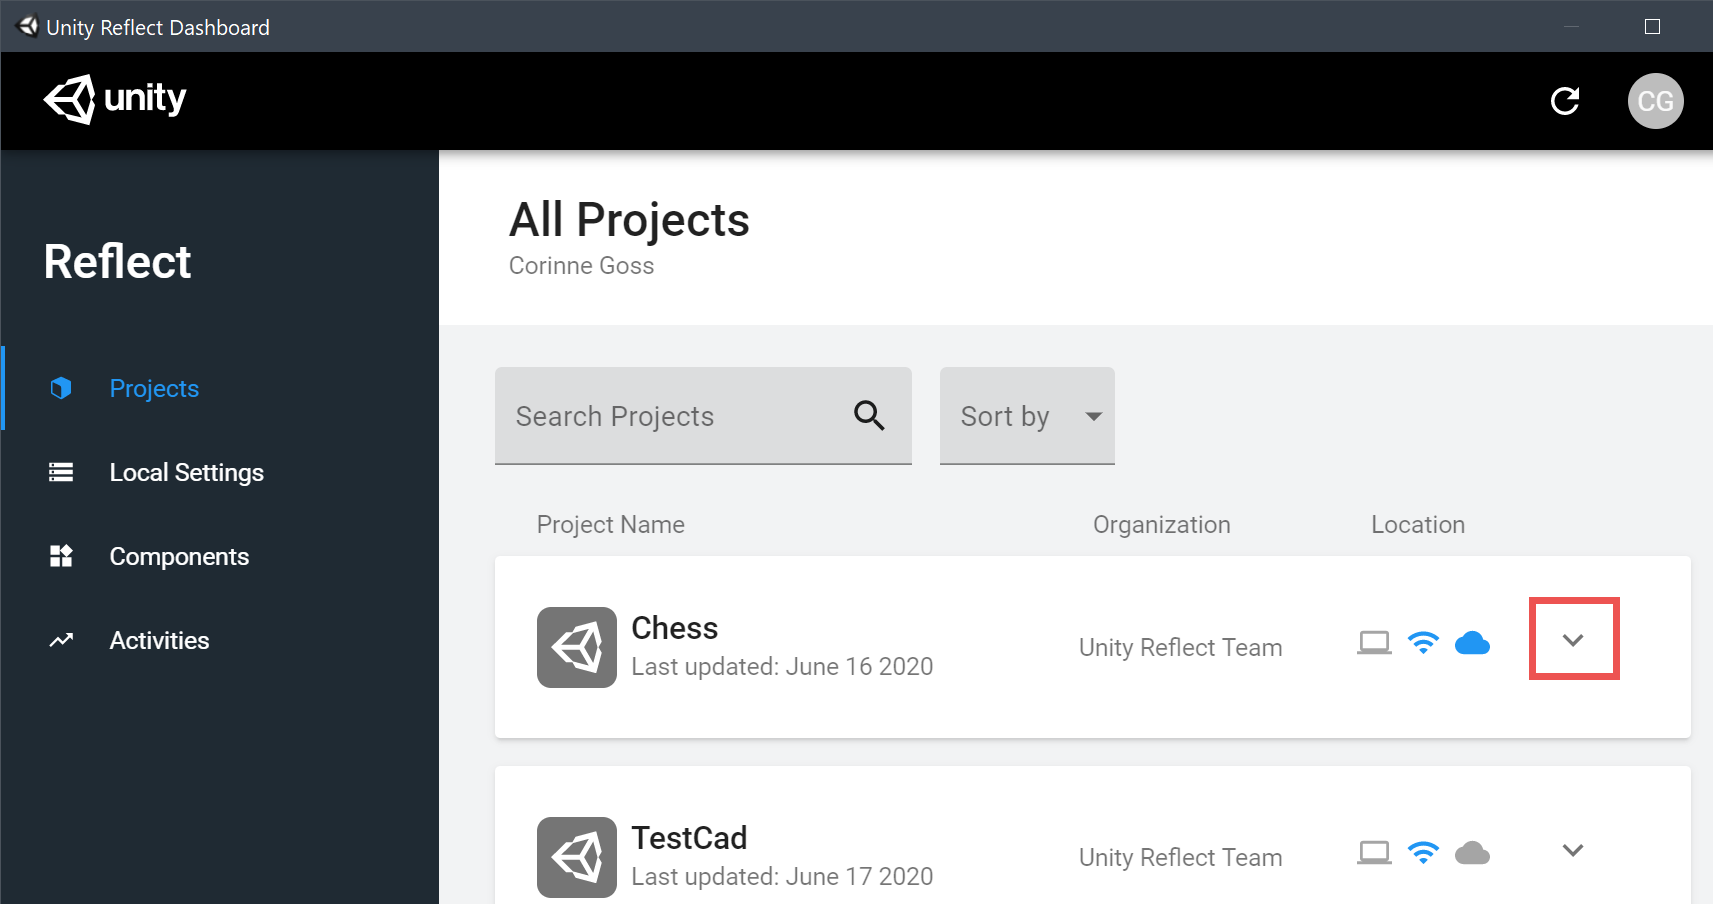 Unity Reflect Dashboard
unity
CG
Reflect
Projects
Local Settings
Components
Activities
All Projects
Corinne Goss
Search Projects
Sort by
Project Name Organization Location
Chess
Last updated: June 16 2020
Unity Reflect Team
TestCad
Last updated: June 17 2020
Unity Reflect Team